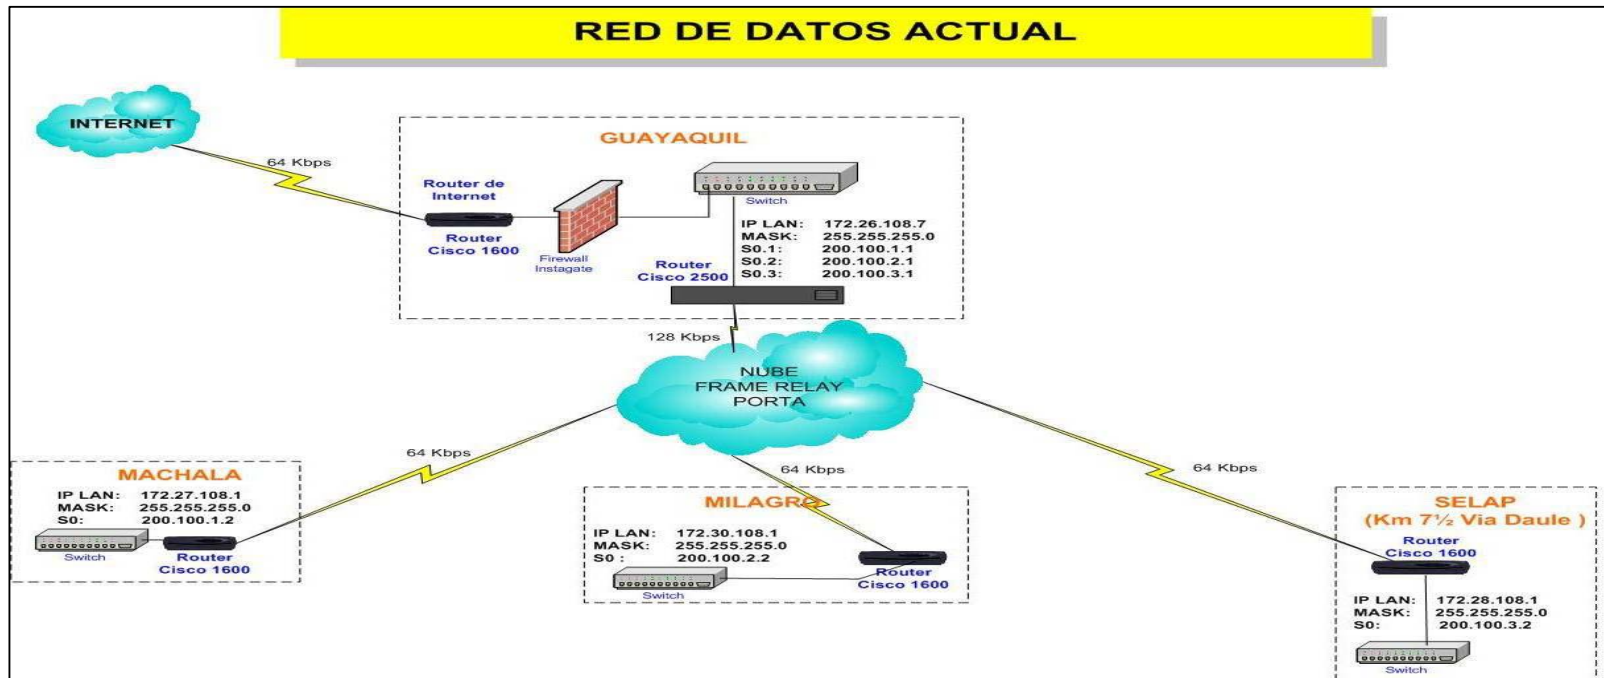 RED DE DATOS ACTUAL
INTERNET
64 Kbps
GUAYAQUIL
Router de
Internet
Router
Cisco 1600
Firewall
Instagate
Switch
IP LAN: 172.26.108.7
MASK: 255.255.255.0
S0.1: 200.100.1.1
S0.2: 200.100.2.1
S0.3: 200.100.3.1
Router
Cisco 2500
128 Kbps
NUBE
FRAME RELAY
PORTA
64 Kbps
64 Kbps
64 Kbps
MACHALA
IP LAN: 172.27.108.1
MASK: 255.255.255.0
S0: 200.100.1.2
Switch
Router
Cisco 1600
MILAGRO
IP LAN: 172.30.108.1
MASK: 255.255.255.0
S0 : 200.100.2.2
Switch
Router
Cisco 1600
SELAP
(Km 7½ Via Daule )
Router
Cisco 1600
IP LAN: 172.28.108.1
MASK: 255.255.255.0
S0: 200.100.3.2
Switch